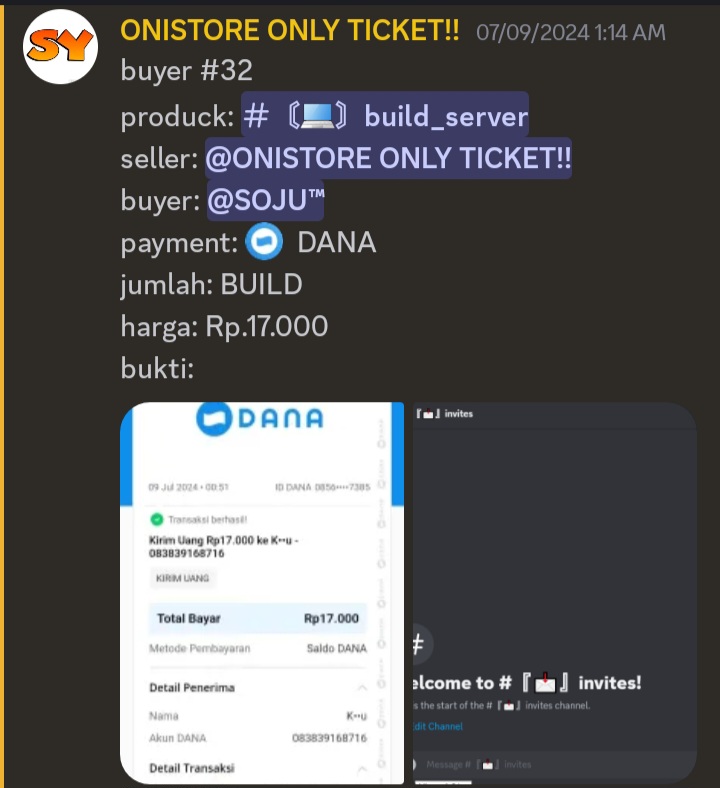 SY
ONISTORE ONLY TICKET!! 07/09/2024 1:14 AM
buyer #32
produck: # 〘💻〙 build_server
seller: @ONISTORE ONLY TICKET!!
buyer: @SOJU™
payment: DANA
jumlah: BUILD
harga: Rp.17.000
bukti:
DANA
09 Jul 2024 • 00:51 ID DANA 0856····7385
Transaksi berhasil!
Kirim Uang Rp17.000 ke K··u -
083839168716
KIRIM UANG
Total Bayar Rp17.000
Metode Pembayaran Saldo DANA
Detail Penerima
Nama K··u
Akun DANA 083839168716
Detail Transaksi
『📩』invites
#
elcome to # 『📩』 invites!
s the start of the # 『📩』 invites channel.
dit Channel
Message # 『📩』 invites